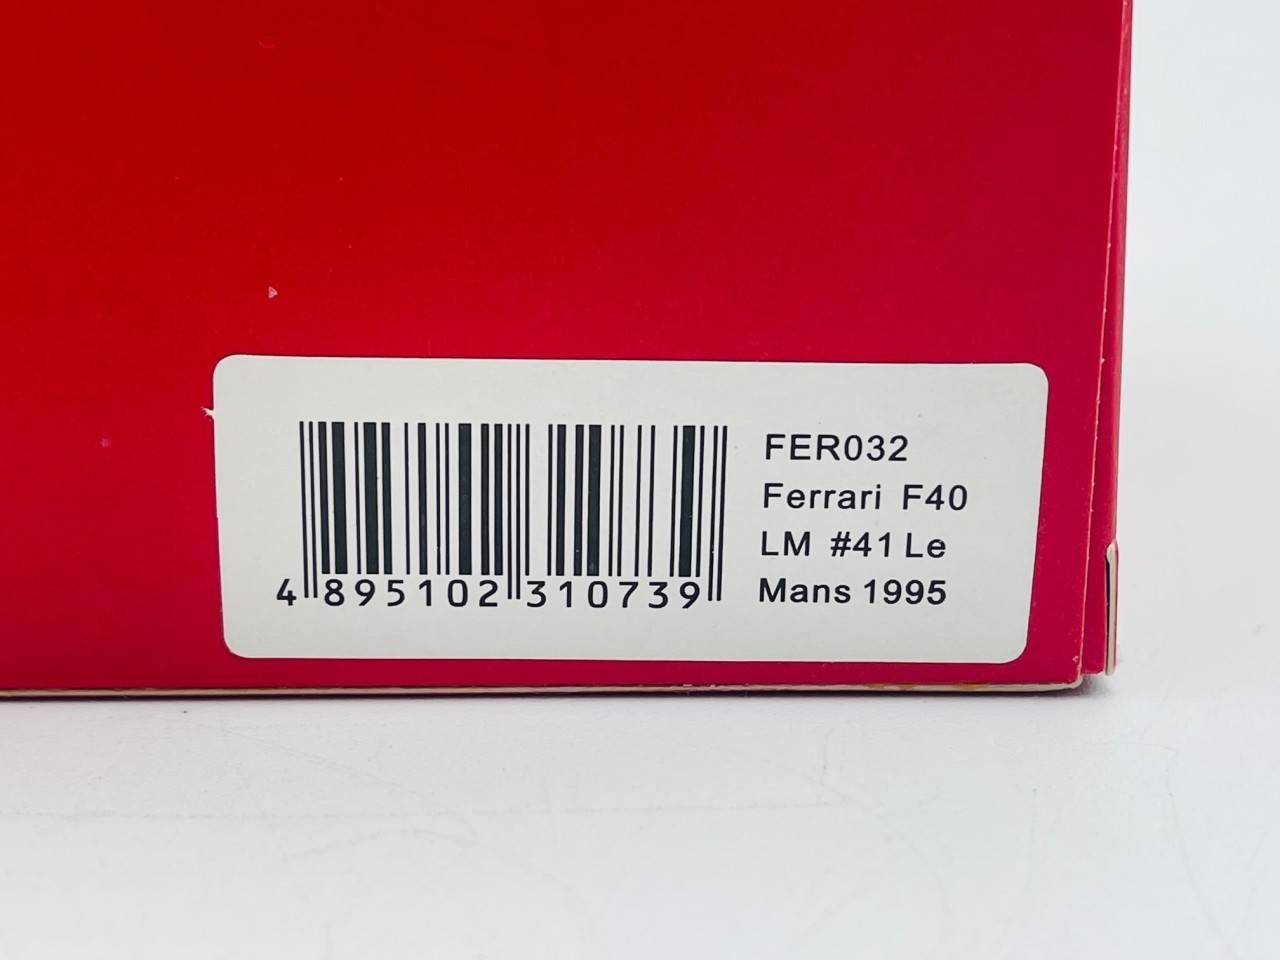 FER032
Ferrari F40
LM #41 Le
Mans 1995
4 895102 310739